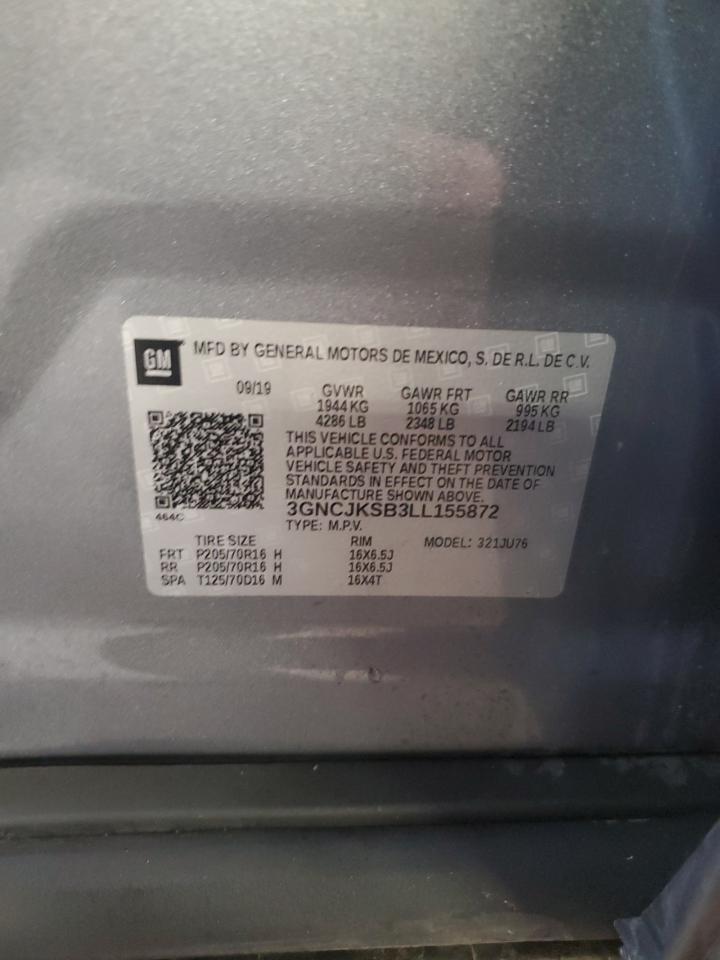 GM MFD BY GENERAL MOTORS DE MEXICO, S. DE R.L. DE C.V.
09/19 GVWR GAWR FRT GAWR RR
1944 KG 1065 KG 995 KG
4286 LB 2348 LB 2194 LB
THIS VEHICLE CONFORMS TO ALL
APPLICABLE U.S. FEDERAL MOTOR
VEHICLE SAFETY AND THEFT PREVENTION
STANDARDS IN EFFECT ON THE DATE OF
MANUFACTURE SHOWN ABOVE.
3GNCJKSB3LL155872
464C
TYPE: M.P.V.
TIRE SIZE RIM MODEL: 321JU76
FRT P205/70R16 H 16X6.5J
RR P205/70R16 H 16X6.5J
SPA T125/70D16 M 16X4T